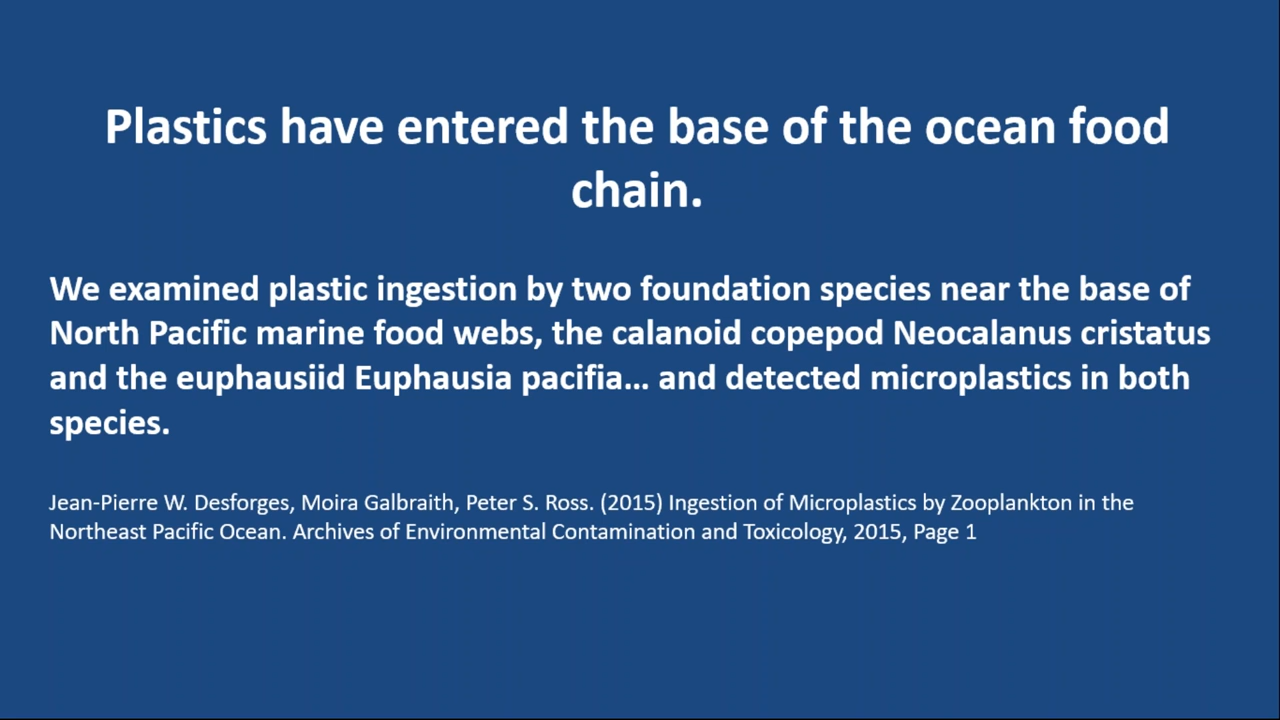 Plastics have entered the base of the ocean food
chain.
We examined plastic ingestion by two foundation species near the base of
North Pacific marine food webs, the calanoid copepod Neocalanus cristatus
and the euphausiid Euphausia pacifia... and detected microplastics in both
species.
Jean-Pierre W. Desforges, Moira Galbraith, Peter S. Ross. (2015) Ingestion of Microplastics by Zooplankton in the
Northeast Pacific Ocean. Archives of Environmental Contamination and Toxicology, 2015, Page 1